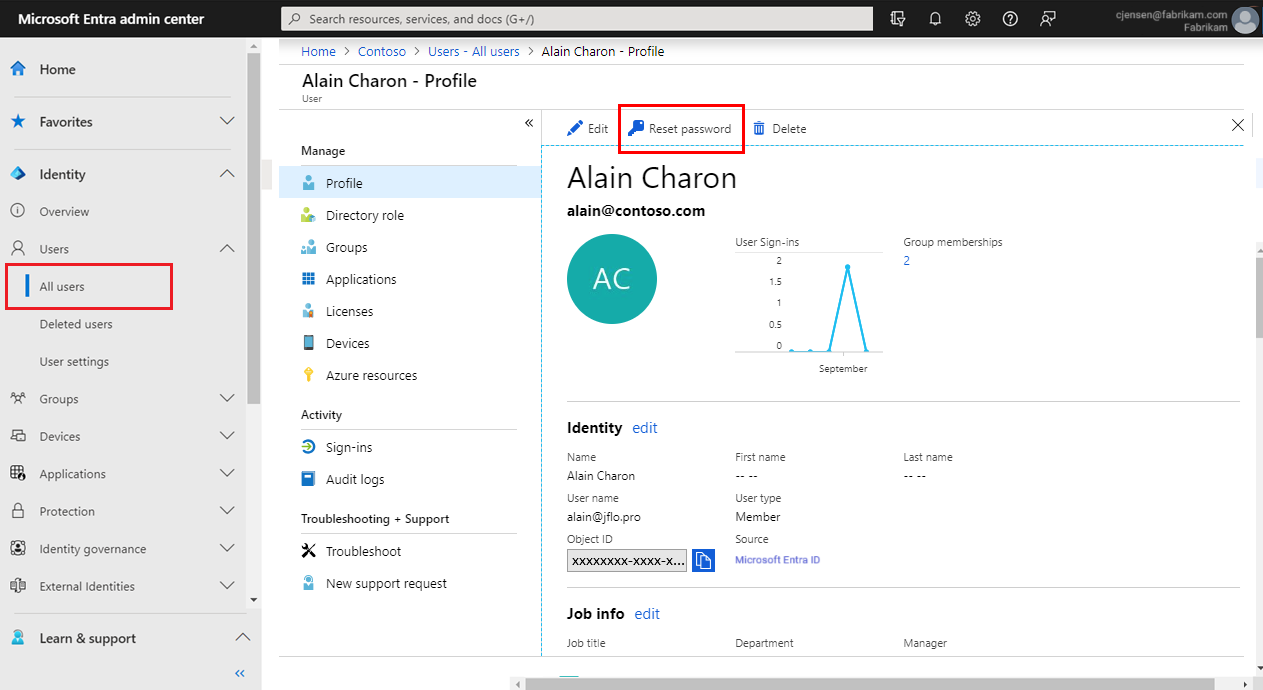 Microsoft Entra admin center
Search resources, services, and docs (G+/)
cjensen@fabrikam.com
Fabrikam
Home
Favorites
Identity
Overview
Users
All users
Deleted users
User settings
Groups
Devices
Applications
Protection
Identity governance
External Identities
Learn & support
«
Home > Contoso > Users - All users > Alain Charon - Profile
Alain Charon - Profile
User
«
Manage
Profile
Directory role
Groups
Applications
Licenses
Devices
Azure resources
Activity
Sign-ins
Audit logs
Troubleshooting + Support
Troubleshoot
New support request
Edit Reset password Delete
Alain Charon
alain@contoso.com
AC
User Sign-ins
2
1.5
1
0.5
0
September
Group memberships
2
Identity edit
Name First name Last name
Alain Charon -- -- -- --
User name User type
alain@jflo.pro Member
Object ID Source
xxxxxxxx-xxxx-x... Microsoft Entra ID
Job info edit
Job title Department Manager